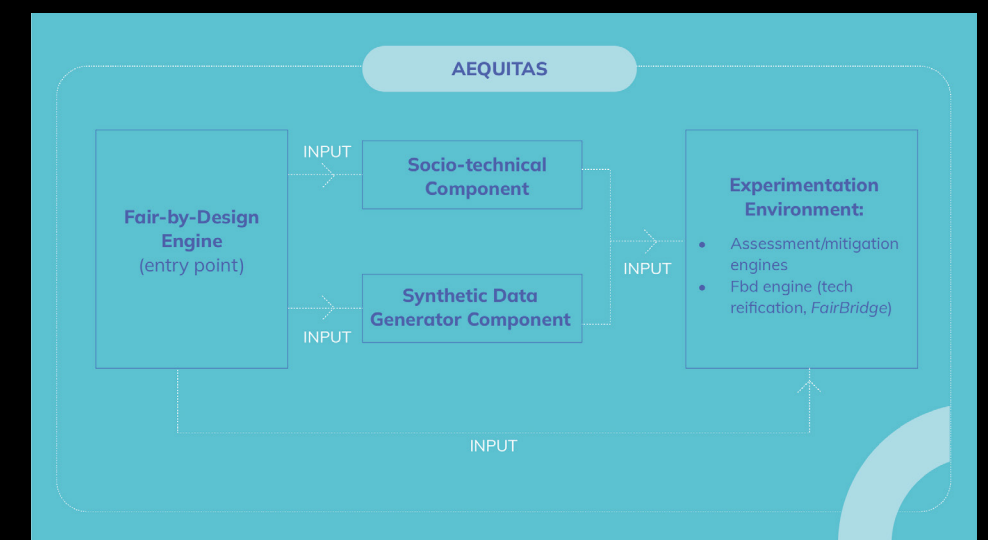 AEQUITAS
INPUT
Socio-technical
Component
Fair-by-Design
Engine
(entry point)
INPUT
Synthetic Data
Generator Component
INPUT
Experimentation
Environment:
• Assessment/mitigation
engines
• Fbd engine (tech
reification, FairBridge)
INPUT